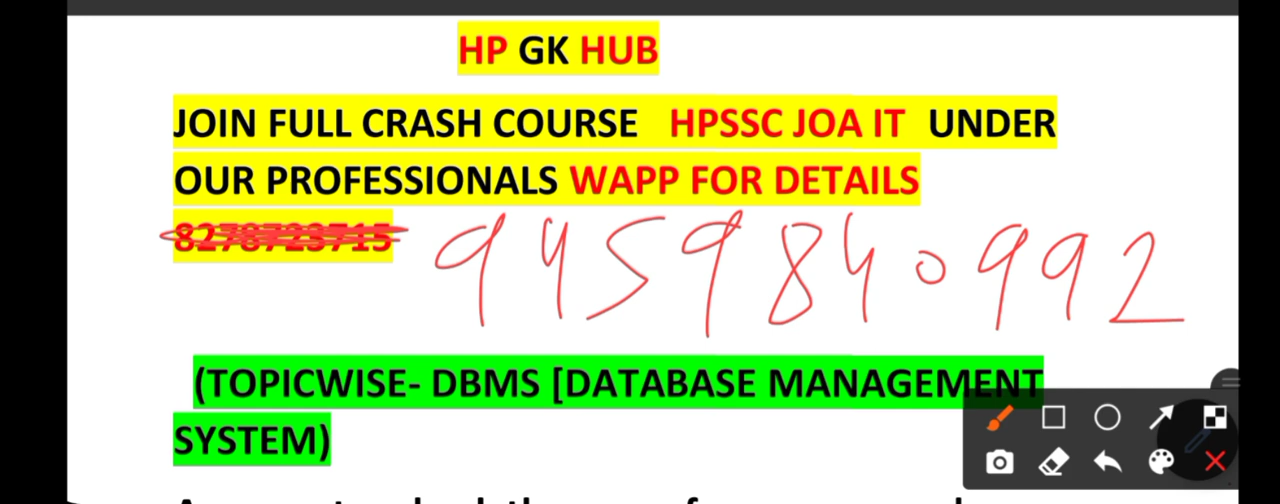 HP GK HUB
JOIN FULL CRASH COURSE HPSSC JOA IT UNDER
OUR PROFESSIONALS WAPP FOR DETAILS
8278723715 9459840992
(TOPICWISE- DBMS [DATABASE MANAGEMENT
SYSTEM)